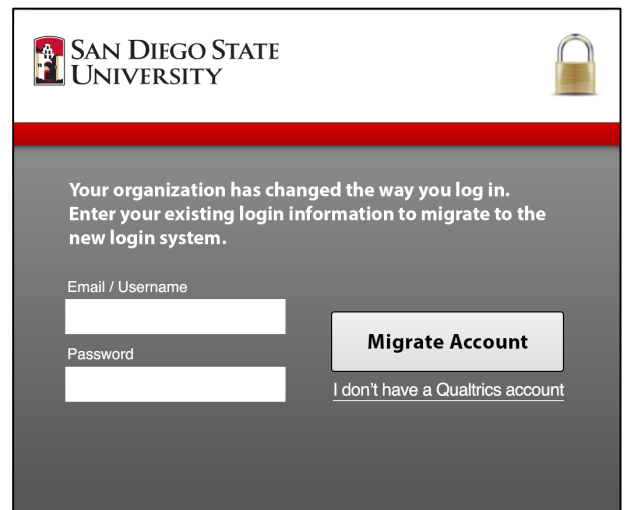 SAN DIEGO STATE
UNIVERSITY
Your organization has changed the way you log in.
Enter your existing login information to migrate to the
new login system.
Email / Username
Password
Migrate Account
I don't have a Qualtrics account